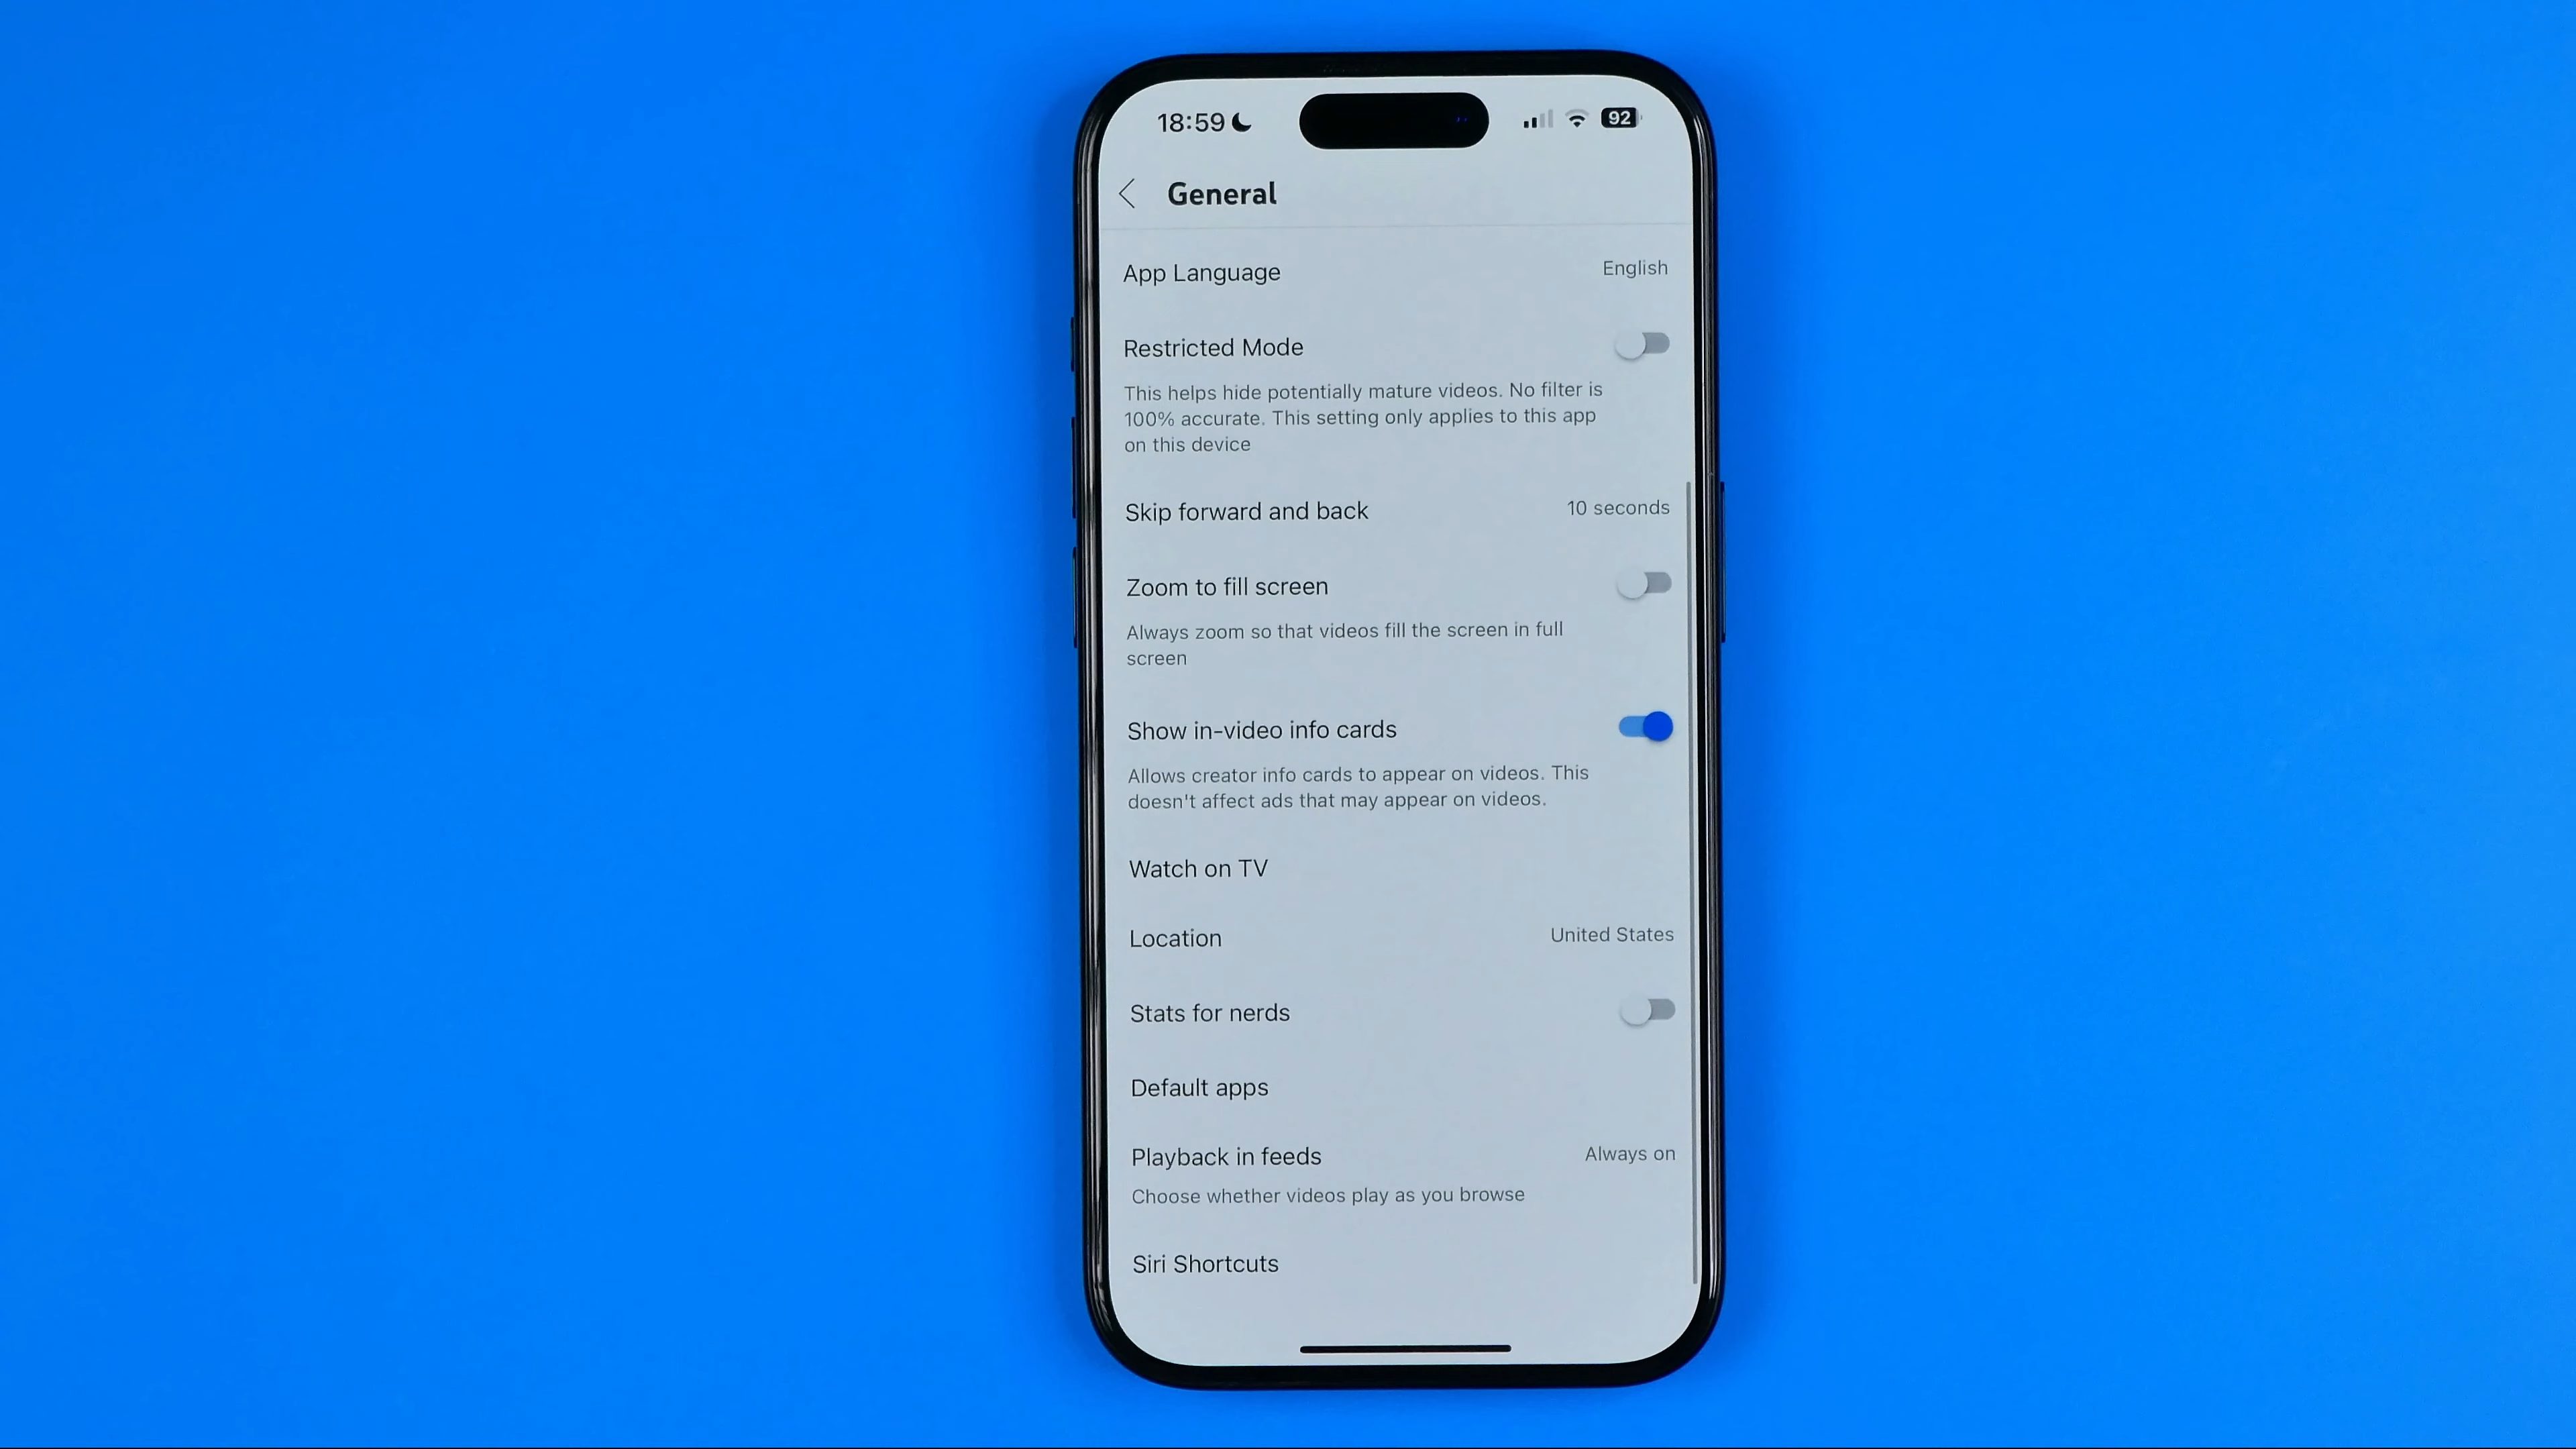 18:59
92
General
App Language English
Restricted Mode
This helps hide potentially mature videos. No filter is
100% accurate. This setting only applies to this app
on this device
Skip forward and back 10 seconds
Zoom to fill screen
Always zoom so that videos fill the screen in full
screen
Show in-video info cards
Allows creator info cards to appear on videos. This
doesn't affect ads that may appear on videos.
Watch on TV
Location United States
Stats for nerds
Default apps
Playback in feeds Always on
Choose whether videos play as you browse
Siri Shortcuts